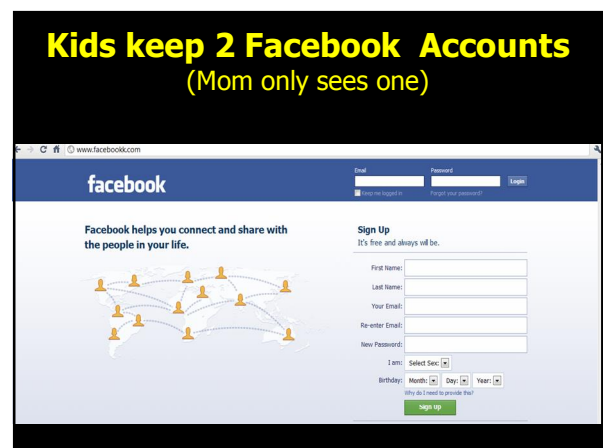 Kids keep 2 Facebook Accounts
(Mom only sees one)
www.facebookk.com
Email Password
facebook Login
Keep me logged in Forgot your password?
Facebook helps you connect and share with
the people in your life.
Sign Up
It's free and always will be.
First Name:
Last Name:
Your Email:
Re-enter Email:
New Password:
I am: Select Sex:
Birthday: Month: Day: Year:
Why do I need to provide this?
Sign Up